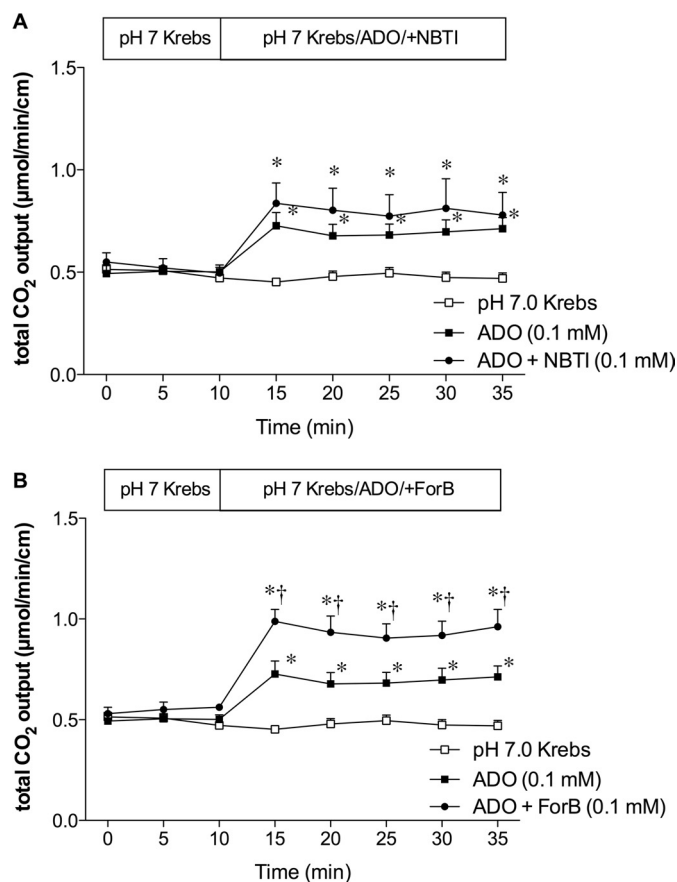 A
pH 7 Krebs pH 7 Krebs/ADO/+NBTI
1.5
1.0
0.5
0.0
total CO₂ output (µmol/min/cm)
* * * * *
* * * * *
pH 7.0 Krebs
ADO (0.1 mM)
ADO + NBTI (0.1 mM)
0 5 10 15 20 25 30 35
Time (min)
B
pH 7 Krebs pH 7 Krebs/ADO/+ForB
1.5
1.0
0.5
0.0
total CO₂ output (µmol/min/cm)
*† *† *† *† *†
* * * * *
pH 7.0 Krebs
ADO (0.1 mM)
ADO + ForB (0.1 mM)
0 5 10 15 20 25 30 35
Time (min)